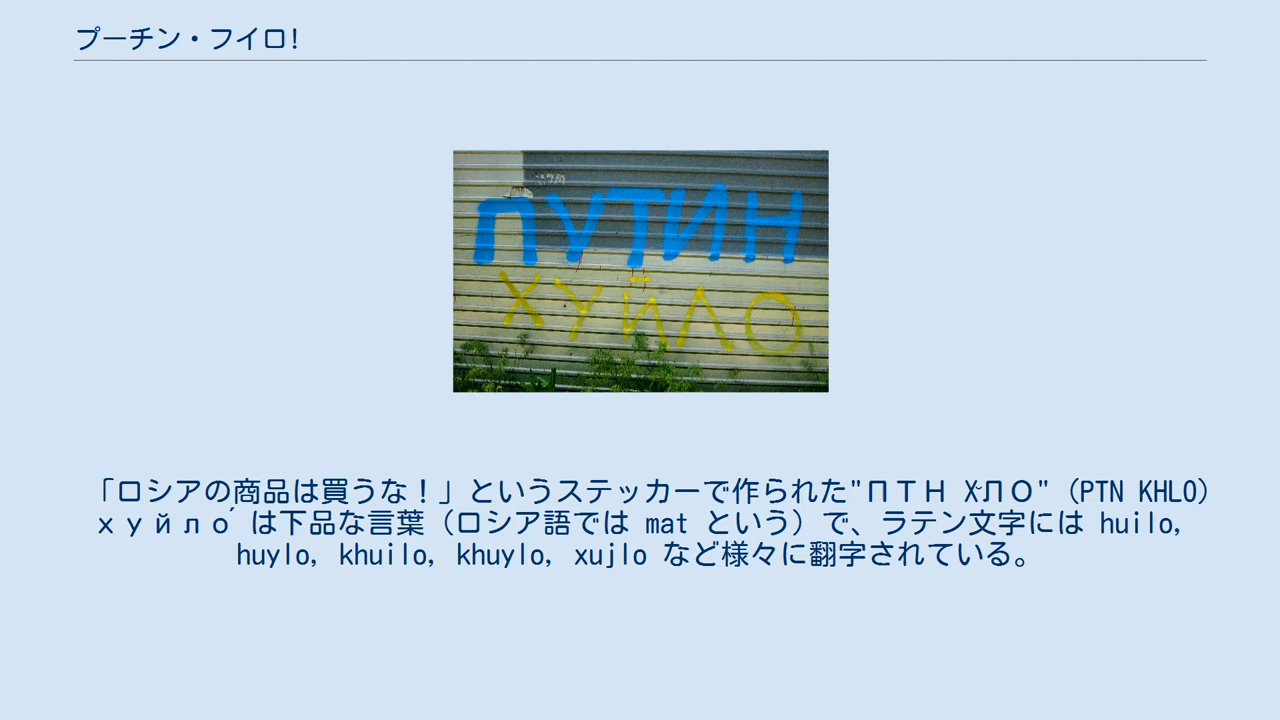 プーチン・フイロ!
ПУТИН
ХУЙЛО
「ロシアの商品は買うな！」というステッカーで作られた"ПТН Х̆ЛО" (PTN KHLO)
хуйло́ は下品な言葉（ロシア語では mat という）で、ラテン文字には huilo,
huylo, khuilo, khuylo, xujlo など様々に翻字されている。